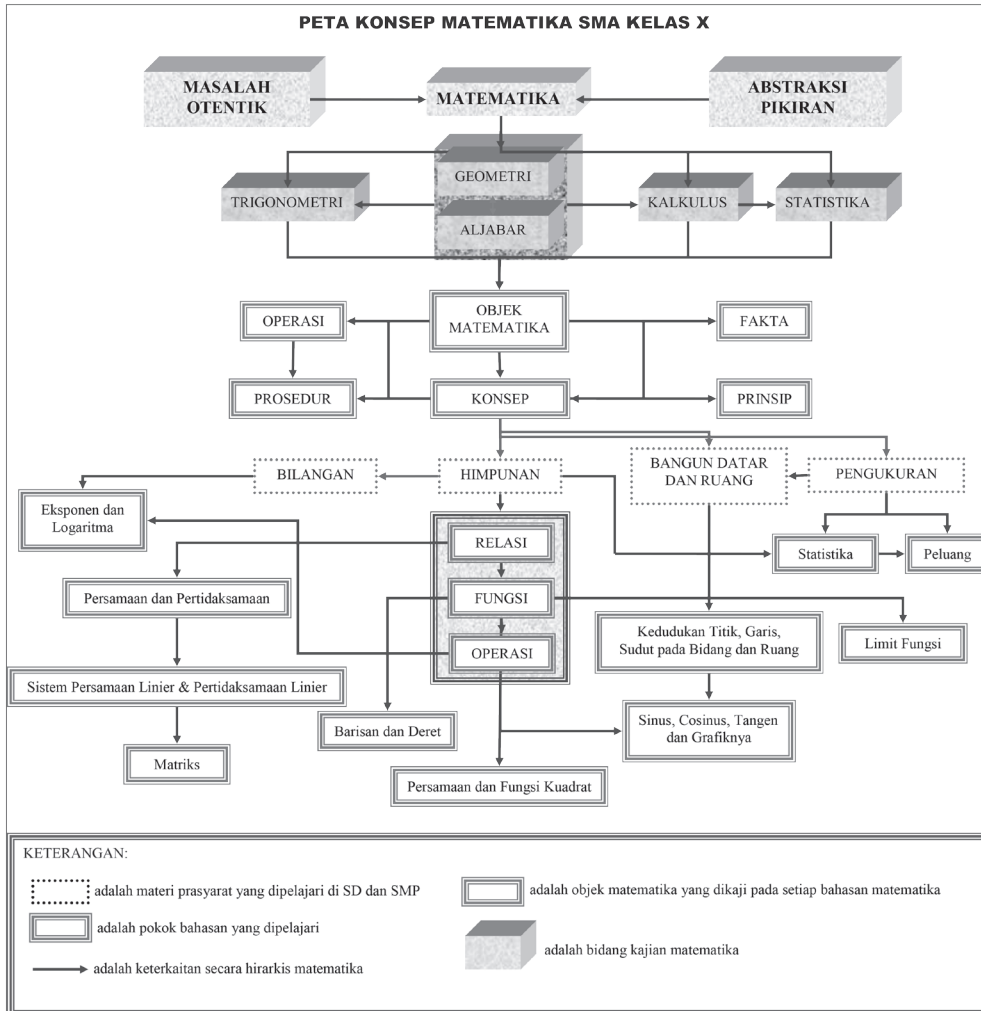 PETA KONSEP MATEMATIKA SMA KELAS X
MASALAH
OTENTIK
MATEMATIKA
ABSTRAKSI
PIKIRAN
GEOMETRI
TRIGONOMETRI
KALKULUS
STATISTIKA
ALJABAR
OPERASI
OBJEK
MATEMATIKA
FAKTA
PROSEDUR
KONSEP
PRINSIP
BILANGAN
HIMPUNAN
BANGUN DATAR
DAN RUANG
PENGUKURAN
Eksponen dan
Logaritma
RELASI
Statistika
Peluang
Persamaan dan Pertidaksamaan
FUNGSI
Kedudukan Titik, Garis,
Sudut pada Bidang dan Ruang
Limit Fungsi
OPERASI
Sistem Persamaan Linier & Pertidaksamaan Linier
Barisan dan Deret
Sinus, Cosinus, Tangen
dan Grafiknya
Matriks
Persamaan dan Fungsi Kuadrat
KETERANGAN:
adalah materi prasyarat yang dipelajari di SD dan SMP
adalah objek matematika yang dikaji pada setiap bahasan matematika
adalah pokok bahasan yang dipelajari
adalah bidang kajian matematika
adalah keterkaitan secara hirarkis matematika